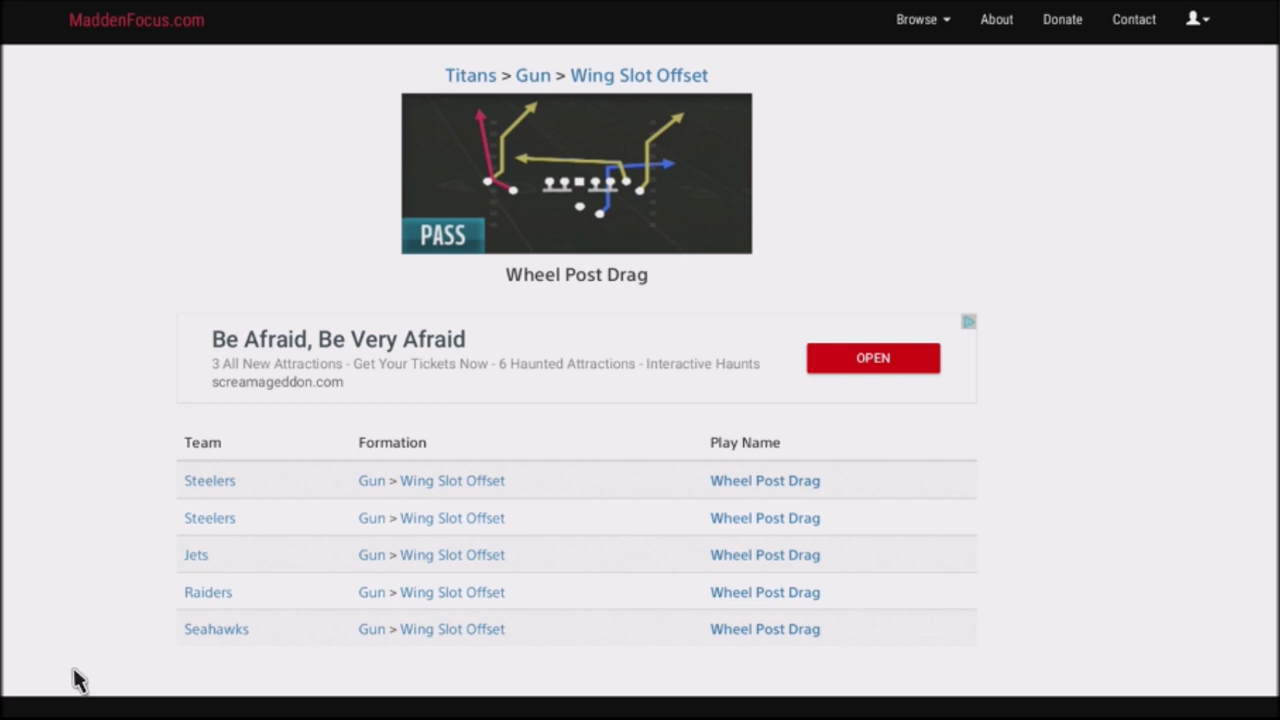 MaddenFocus.com
Browse About Donate Contact
Titans > Gun > Wing Slot Offset
PASS
Wheel Post Drag
Be Afraid, Be Very Afraid
3 All New Attractions - Get Your Tickets Now - 6 Haunted Attractions - Interactive Haunts
screamageddon.com
OPEN
Team Formation Play Name
Steelers Gun > Wing Slot Offset Wheel Post Drag
Steelers Gun > Wing Slot Offset Wheel Post Drag
Jets Gun > Wing Slot Offset Wheel Post Drag
Raiders Gun > Wing Slot Offset Wheel Post Drag
Seahawks Gun > Wing Slot Offset Wheel Post Drag